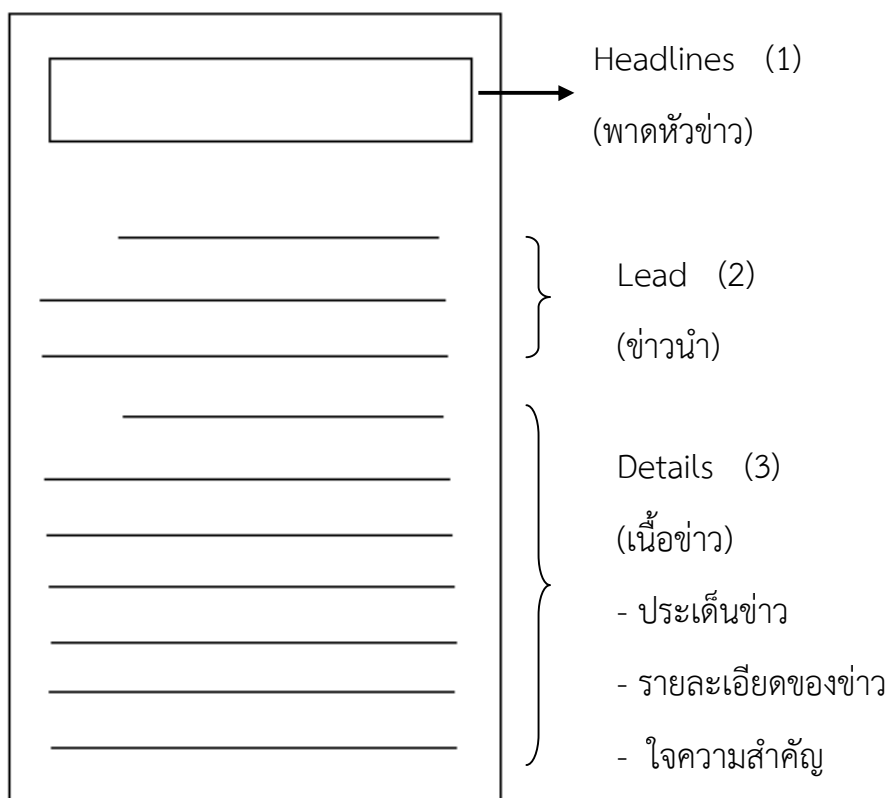 Headlines (1)
(พาดหัวข่าว)
Lead (2)
(ข่าวนำ)
Details (3)
(เนื้อข่าว)
- ประเด็นข่าว
- รายละเอียดของข่าว
- ใจความสำคัญ